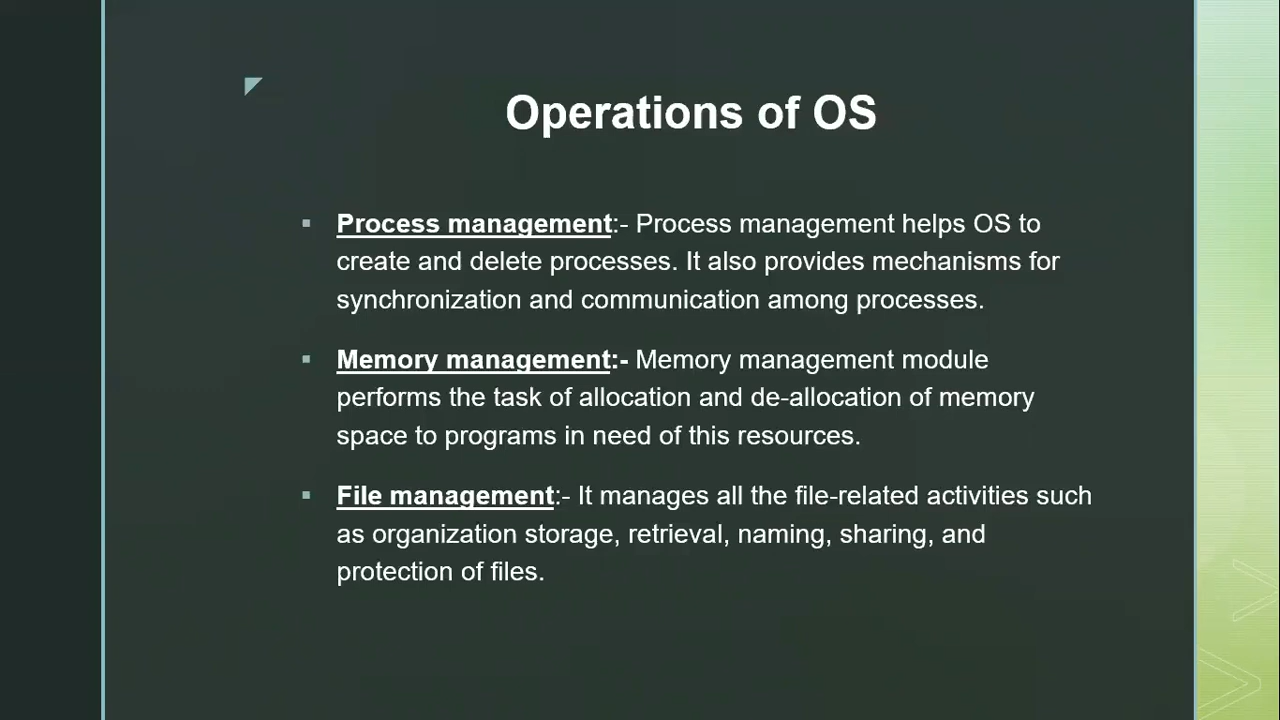 Operations of OS
▪ Process management:- Process management helps OS to
create and delete processes. It also provides mechanisms for
synchronization and communication among processes.
▪ Memory management:- Memory management module
performs the task of allocation and de-allocation of memory
space to programs in need of this resources.
▪ File management:- It manages all the file-related activities such
as organization storage, retrieval, naming, sharing, and
protection of files.